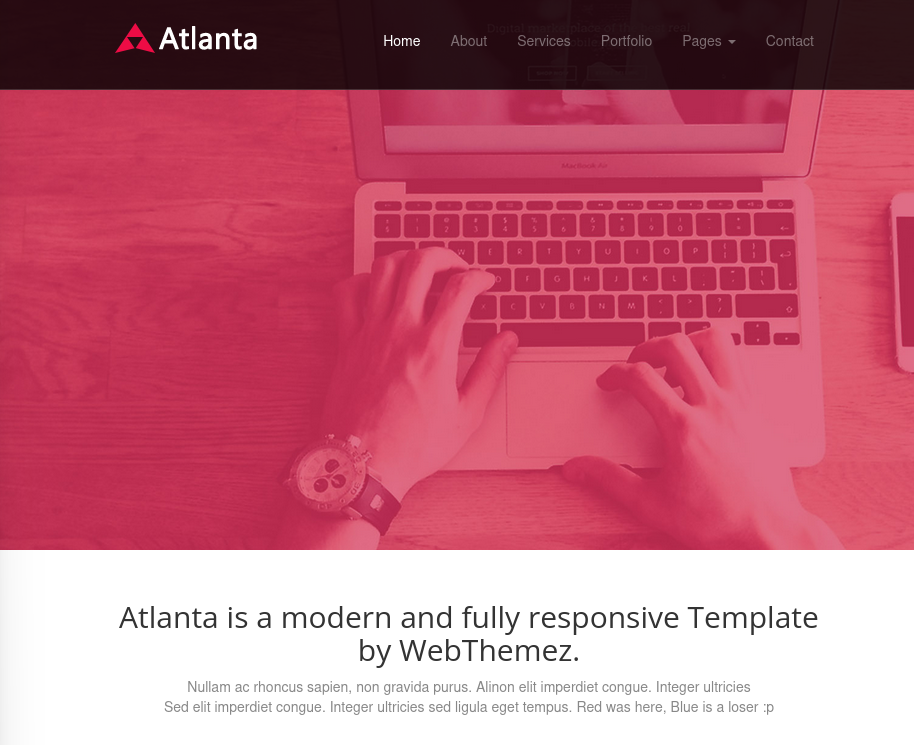 Atlanta
Home About Services Portfolio Pages Contact
MacBook Air
Atlanta is a modern and fully responsive Template
by WebThemez.
Nullam ac rhoncus sapien, non gravida purus. Alinon elit imperdiet congue. Integer ultricies
Sed elit imperdiet congue. Integer ultricies sed ligula eget tempus. Red was here, Blue is a loser :p